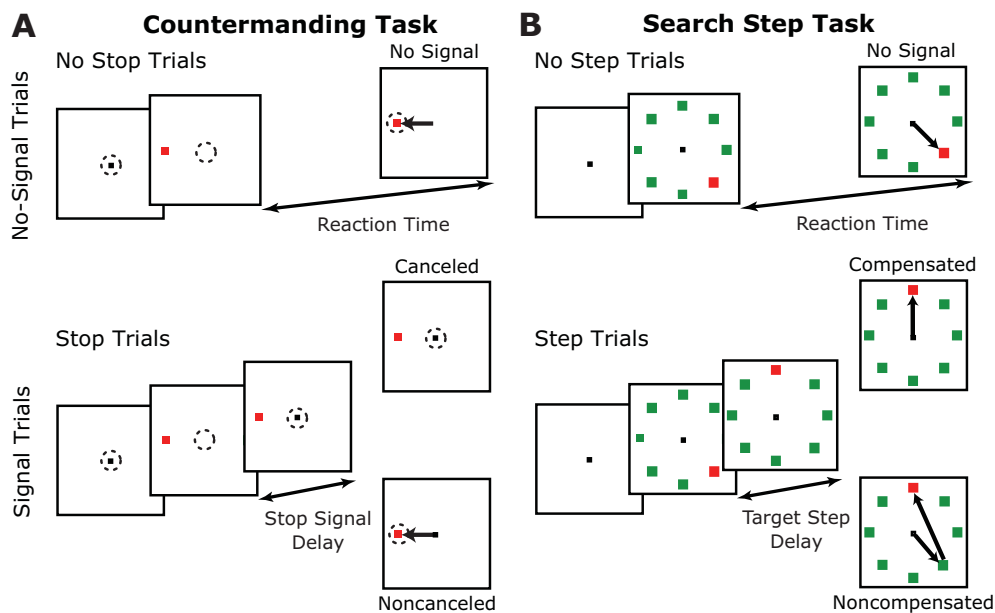 A
Countermanding Task
No-Signal Trials
No Stop Trials
No Signal
Reaction Time
Signal Trials
Stop Trials
Canceled
Stop Signal
Delay
Noncanceled
B
Search Step Task
No Step Trials
No Signal
Reaction Time
Step Trials
Compensated
Target Step
Delay
Noncompensated